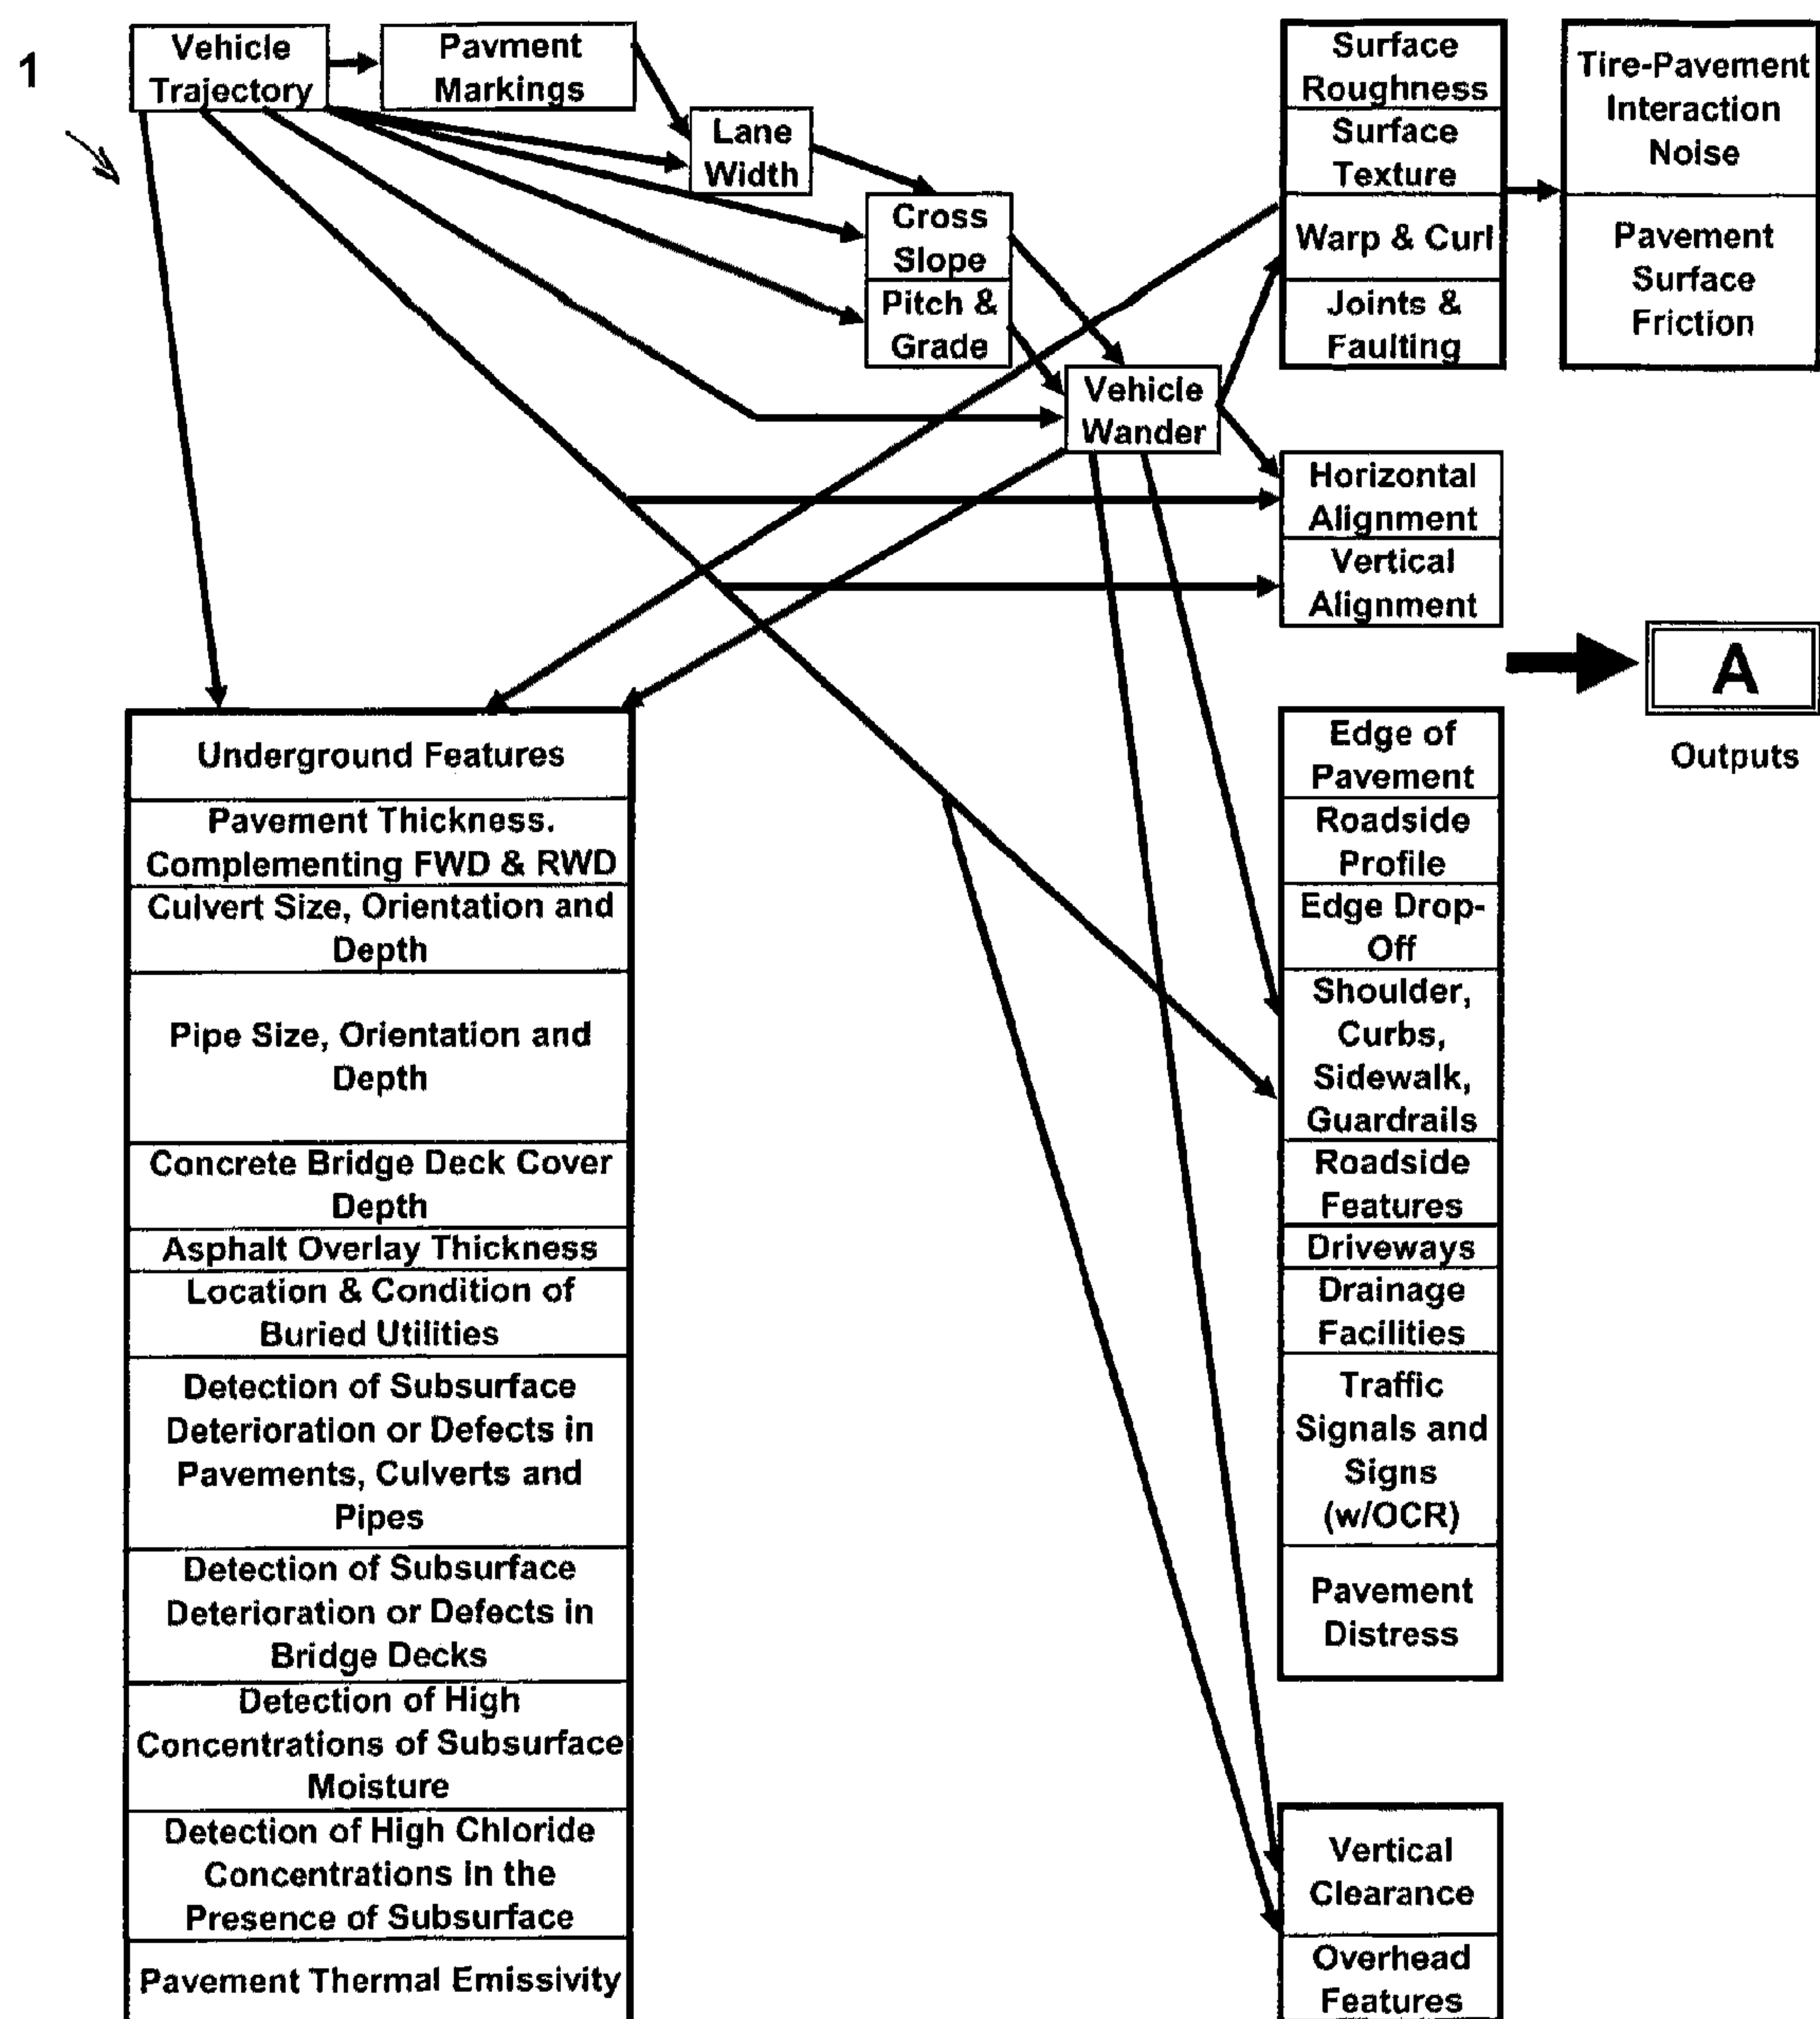 1
Vehicle
Trajectory
Pavment
Markings
Lane
Width
Cross
Slope
Pitch &
Grade
Vehicle
Wander
Surface
Roughness
Surface
Texture
Warp & Curl
Joints &
Faulting
Tire-Pavement
Interaction
Noise
Pavement
Surface
Friction
Horizontal
Alignment
Vertical
Alignment
A
Outputs
Underground Features
Pavement Thickness.
Complementing FWD & RWD
Culvert Size, Orientation and
Depth
Pipe Size, Orientation and
Depth
Concrete Bridge Deck Cover
Depth
Asphalt Overlay Thickness
Location & Condition of
Buried Utilities
Detection of Subsurface
Deterioration or Defects in
Pavements, Culverts and
Pipes
Detection of Subsurface
Deterioration or Defects in
Bridge Decks
Detection of High
Concentrations of Subsurface
Moisture
Detection of High Chloride
Concentrations in the
Presence of Subsurface
Pavement Thermal Emissivity
Edge of
Pavement
Roadside
Profile
Edge Drop-
Off
Shoulder,
Curbs,
Sidewalk,
Guardrails
Roadside
Features
Driveways
Drainage
Facilities
Traffic
Signals and
Signs
(w/OCR)
Pavement
Distress
Vertical
Clearance
Overhead
Features